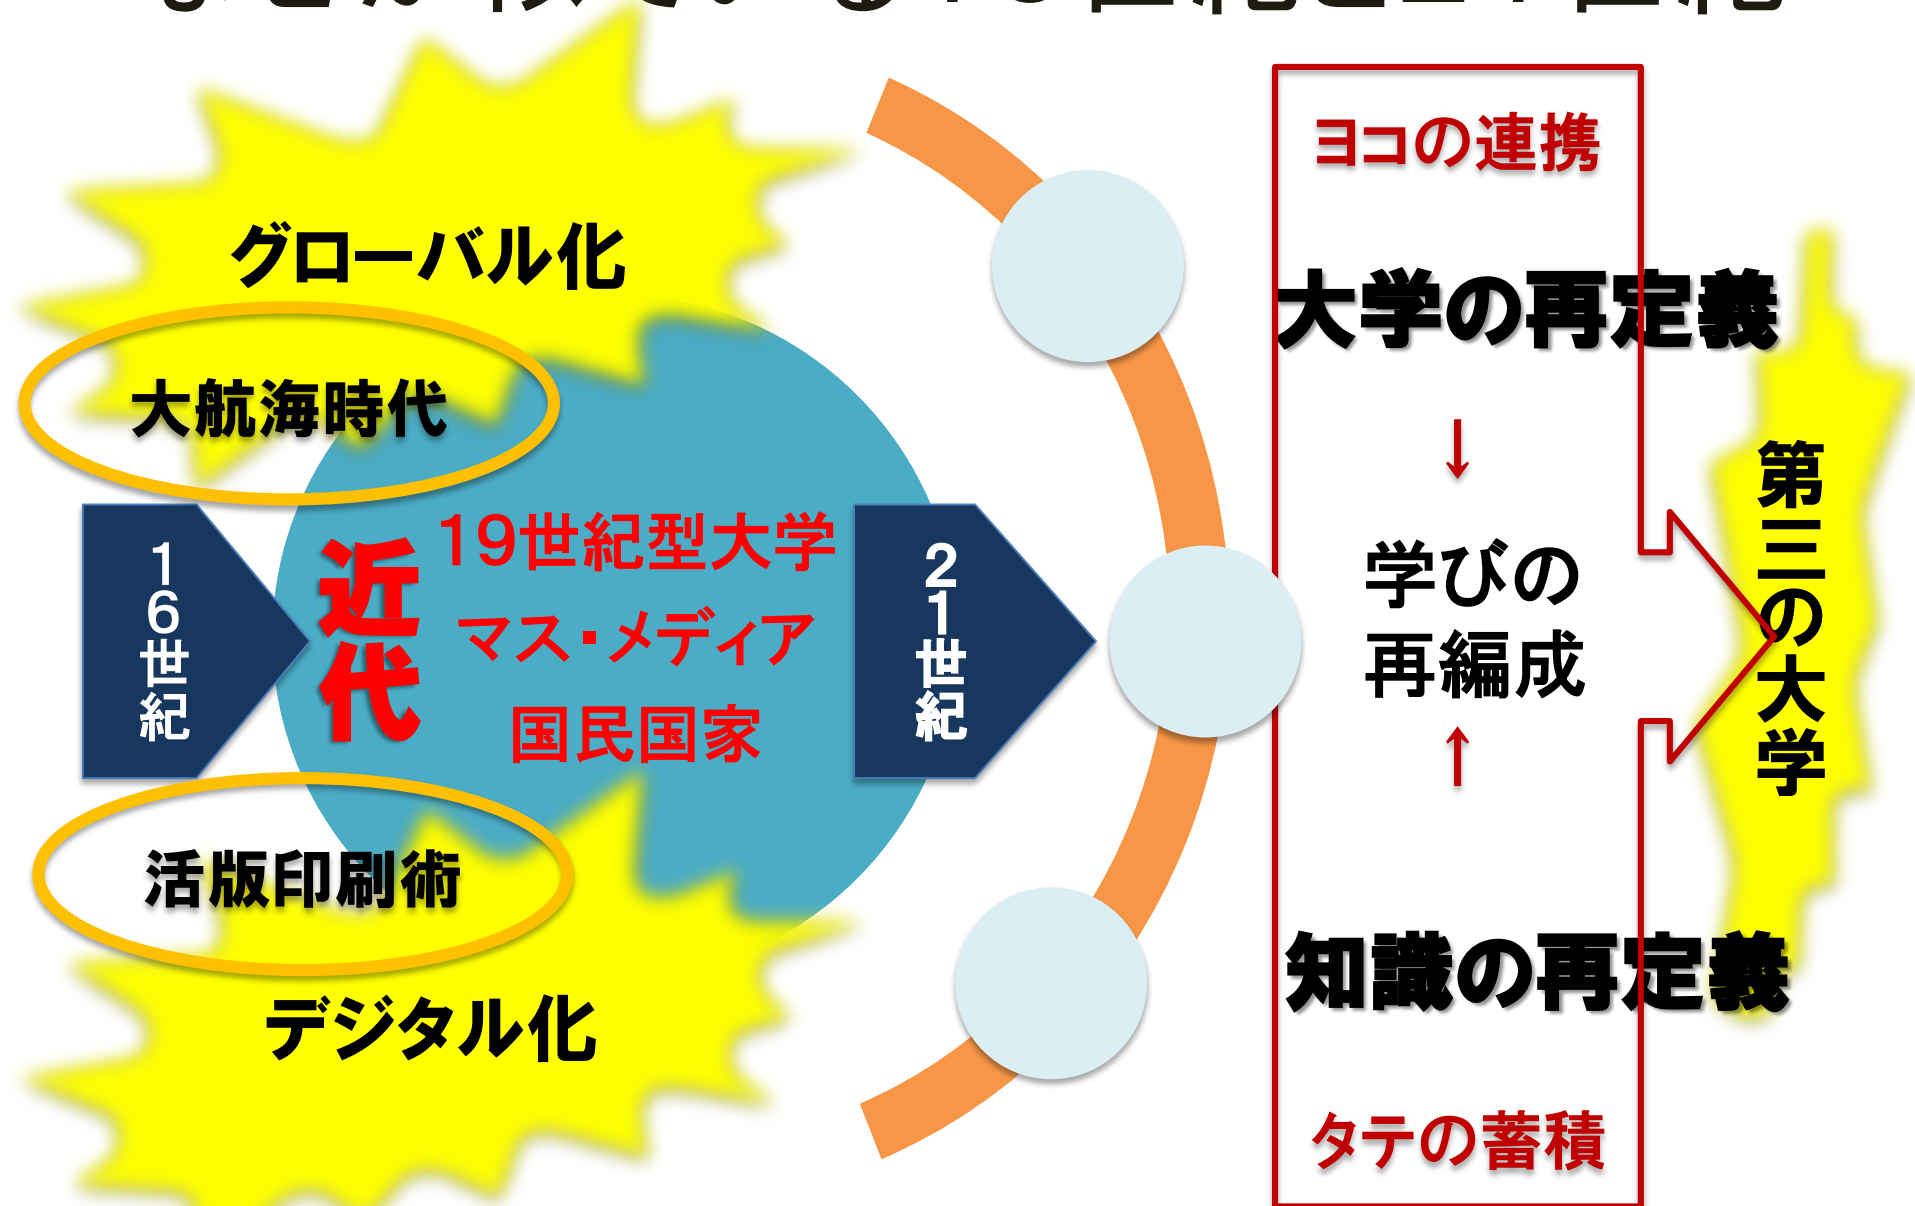 グローバル化
大航海時代
16世紀
近代
19世紀型大学
マス・メディア
国民国家
21世紀
活版印刷術
デジタル化
ヨコの連携
大学の再定義
↓
学びの
再編成
↑
知識の再定義
タテの蓄積
第三の大学